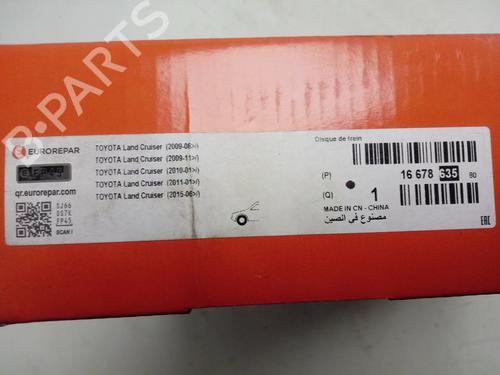 B-PARTS
EUROREPAR
qr.eurorepar.com
SCAN !
TOYOTA Land Cruiser (2009-08>/)
TOYOTA Land Cruiser (2009-11>/)
TOYOTA Land Cruiser (2010-01>/)
TOYOTA Land Cruiser (2011-01>/)
TOYOTA Land Cruiser (2015-06>/)
Disque de frein
(P) 16 678 635 80
(Q) 1
MADE IN CN - CHINA
مصنوع في الصين